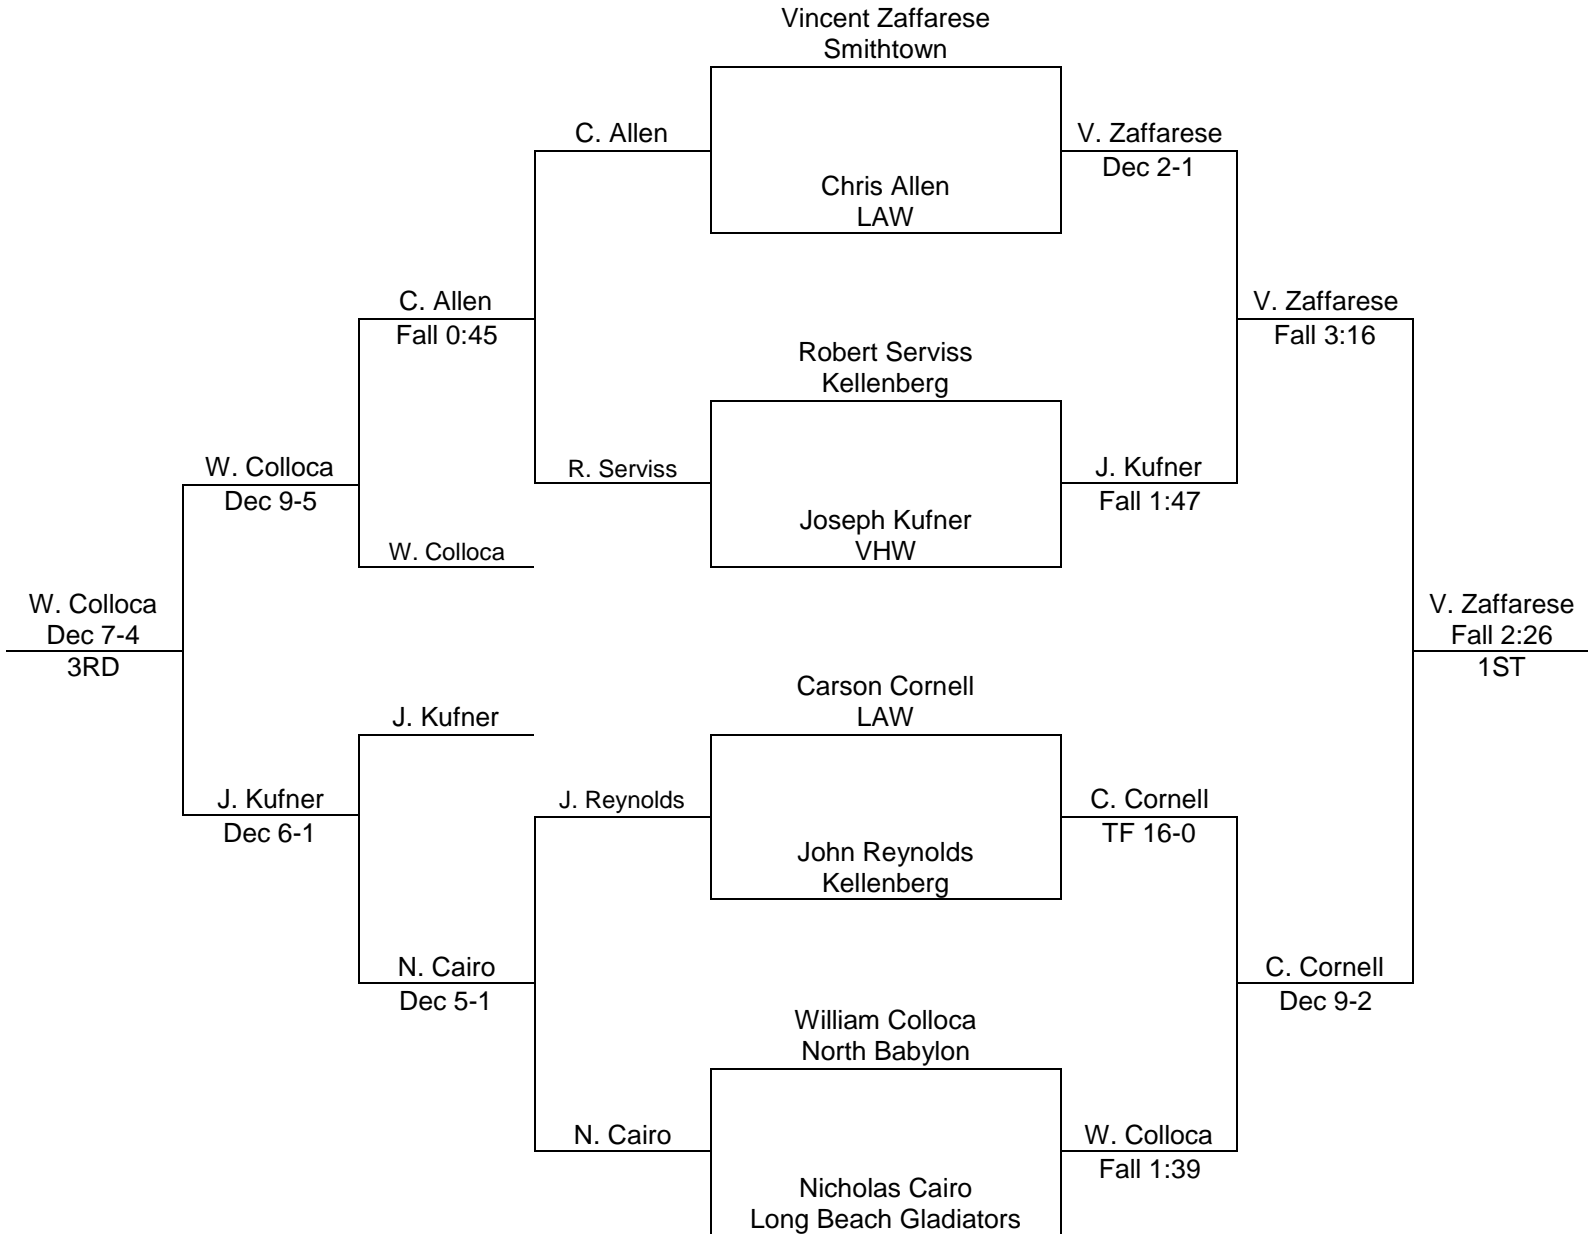 Vincent Zaffarese
Smithtown
C. Allen
V. Zaffarese
Dec 2-1
Chris Allen
LAW
C. Allen
Fall 0:45
V. Zaffarese
Fall 3:16
Robert Serviss
Kellenberg
W. Colloca
Dec 9-5
R. Serviss
J. Kufner
Fall 1:47
Joseph Kufner
VHW
W. Colloca
W. Colloca
Dec 7-4
3RD
V. Zaffarese
Fall 2:26
1ST
Carson Cornell
LAW
J. Kufner
J. Kufner
Dec 6-1
J. Reynolds
C. Cornell
TF 16-0
John Reynolds
Kellenberg
N. Cairo
Dec 5-1
C. Cornell
Dec 9-2
William Colloca
North Babylon
N. Cairo
W. Colloca
Fall 1:39
Nicholas Cairo
Long Beach Gladiators